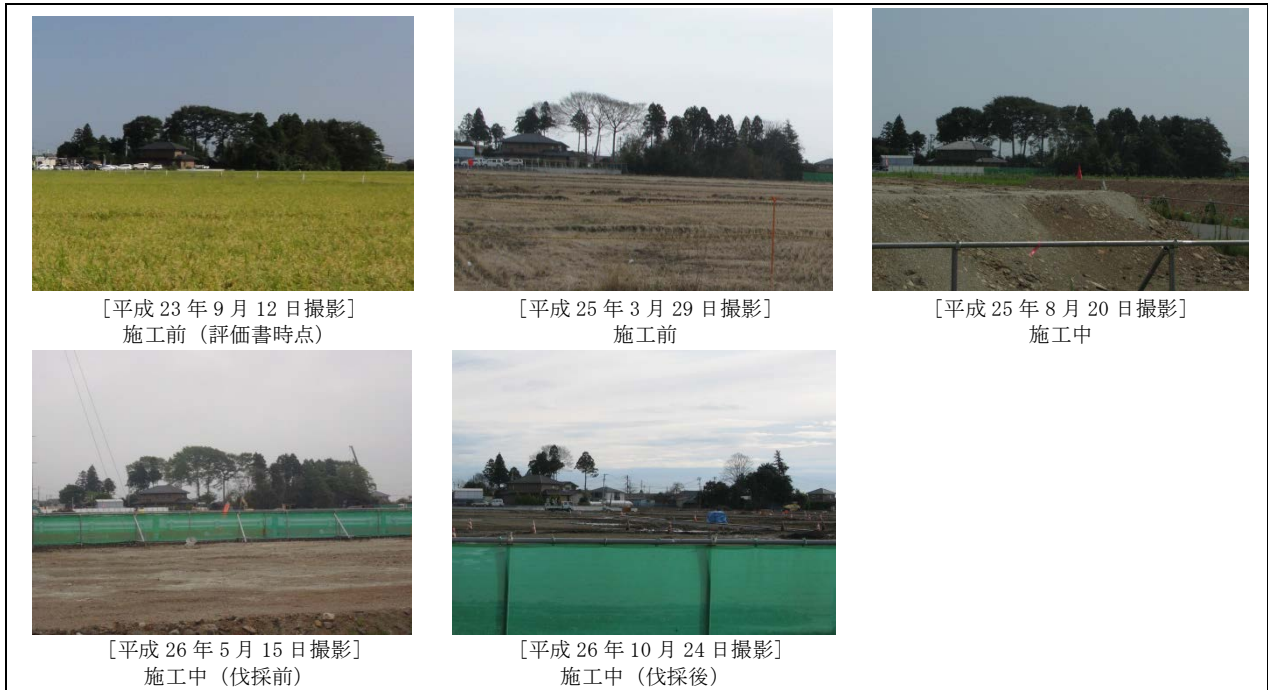 ［平成 23 年 9 月 12 日撮影］
施工前（評価書時点）
［平成 25 年 3 月 29 日撮影］
施工前
［平成 25 年 8 月 20 日撮影］
施工中
［平成 26 年 5 月 15 日撮影］
施工中（伐採前）
［平成 26 年 10 月 24 日撮影］
施工中（伐採後）